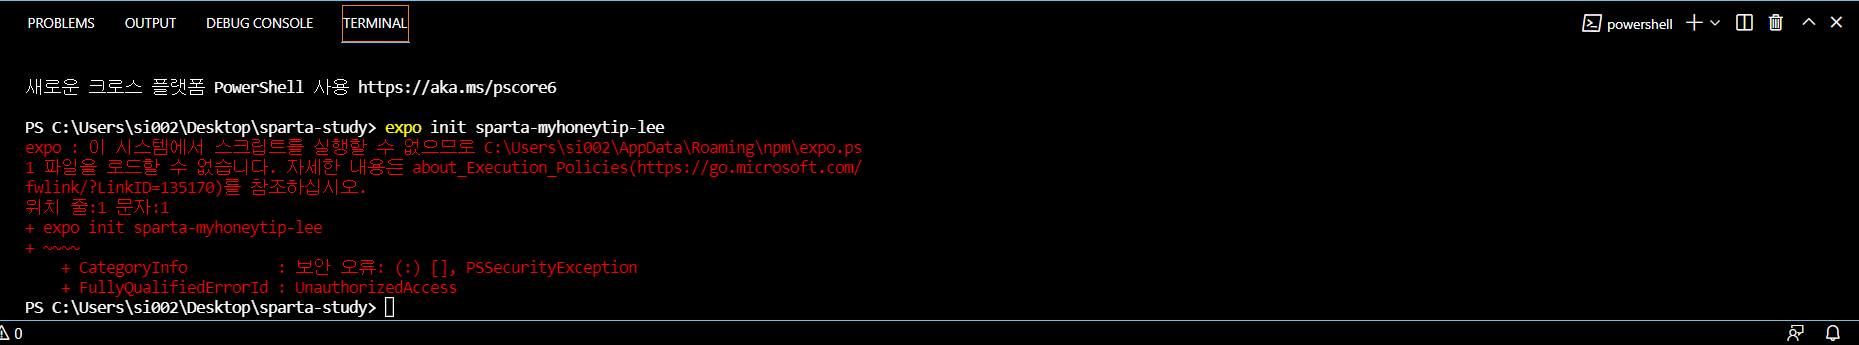 PROBLEMS OUTPUT DEBUG CONSOLE TERMINAL powershell
새로운 크로스 플랫폼 PowerShell 사용 https://aka.ms/pscore6
PS C:\Users\si002\Desktop\sparta-study> expo init sparta-myhoneytip-lee
expo : 이 시스템에서 스크립트를 실행할 수 없으므로 C:\Users\si002\AppData\Roaming\npm\expo.ps
1 파일을 로드할 수 없습니다. 자세한 내용은 about_Execution_Policies(https://go.microsoft.com/
fwlink/?LinkID=135170)를 참조하십시오.
위치 줄:1 문자:1
+ expo init sparta-myhoneytip-lee
+ ~~~~
+ CategoryInfo : 보안 오류: (:) [], PSSecurityException
+ FullyQualifiedErrorId : UnauthorizedAccess
PS C:\Users\si002\Desktop\sparta-study>
0